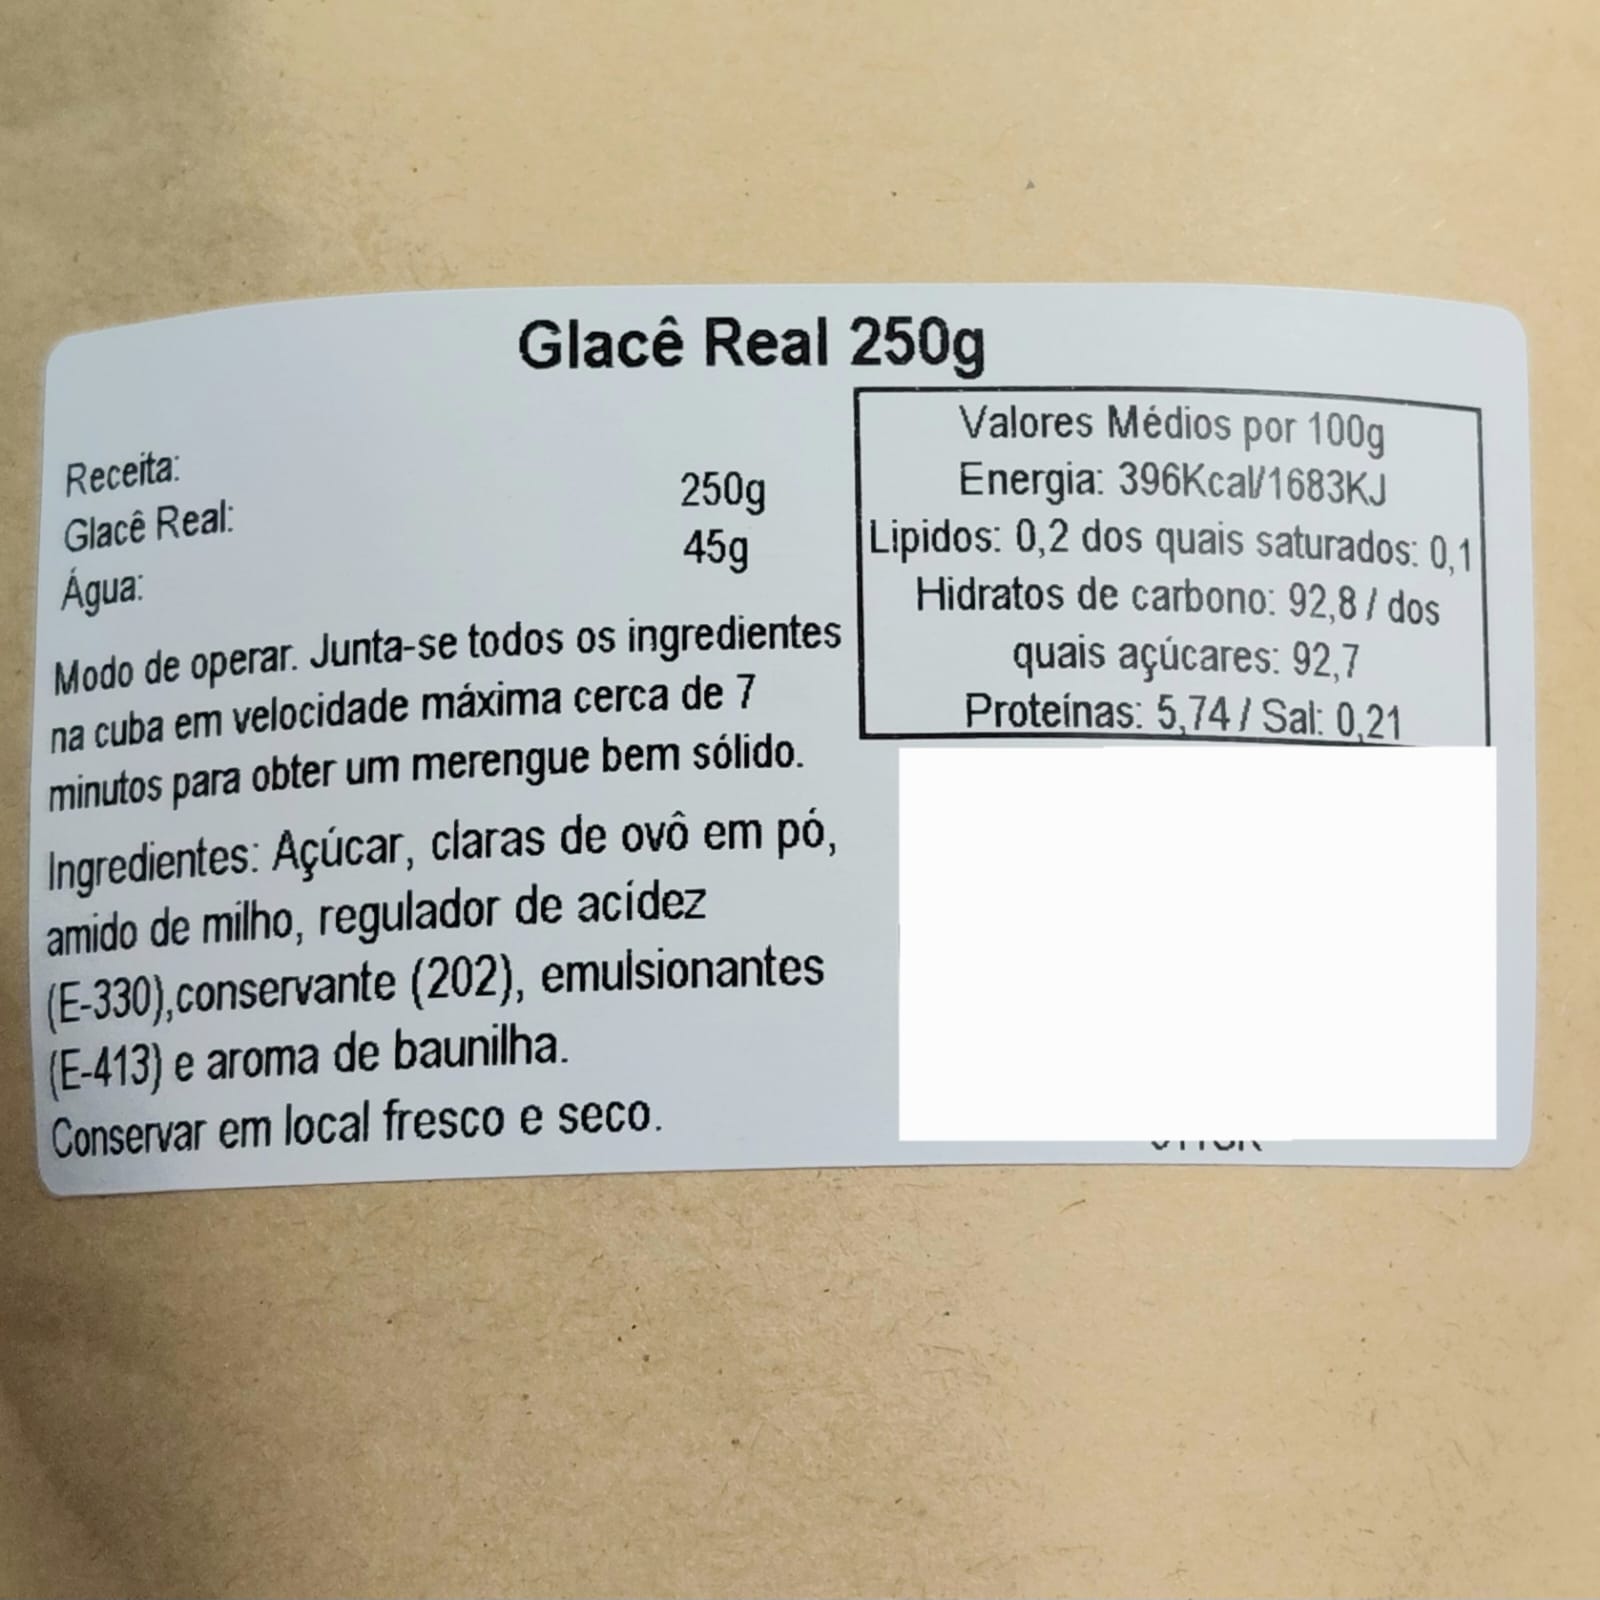 Glacê Real 250g
Receita:
Glacê Real: 250g
Água: 45g
Modo de operar. Junta-se todos os ingredientes
na cuba em velocidade máxima cerca de 7
minutos para obter um merengue bem sólido.
Ingredientes: Açúcar, claras de ovô em pó,
amido de milho, regulador de acidez
(E-330),conservante (202), emulsionantes
(E-413) e aroma de baunilha.
Conservar em local fresco e seco.
Valores Médios por 100g
Energia: 396Kcal/1683KJ
Lipidos: 0,2 dos quais saturados: 0,1
Hidratos de carbono: 92,8 / dos
quais açúcares: 92,7
Proteínas: 5,74 / Sal: 0,21